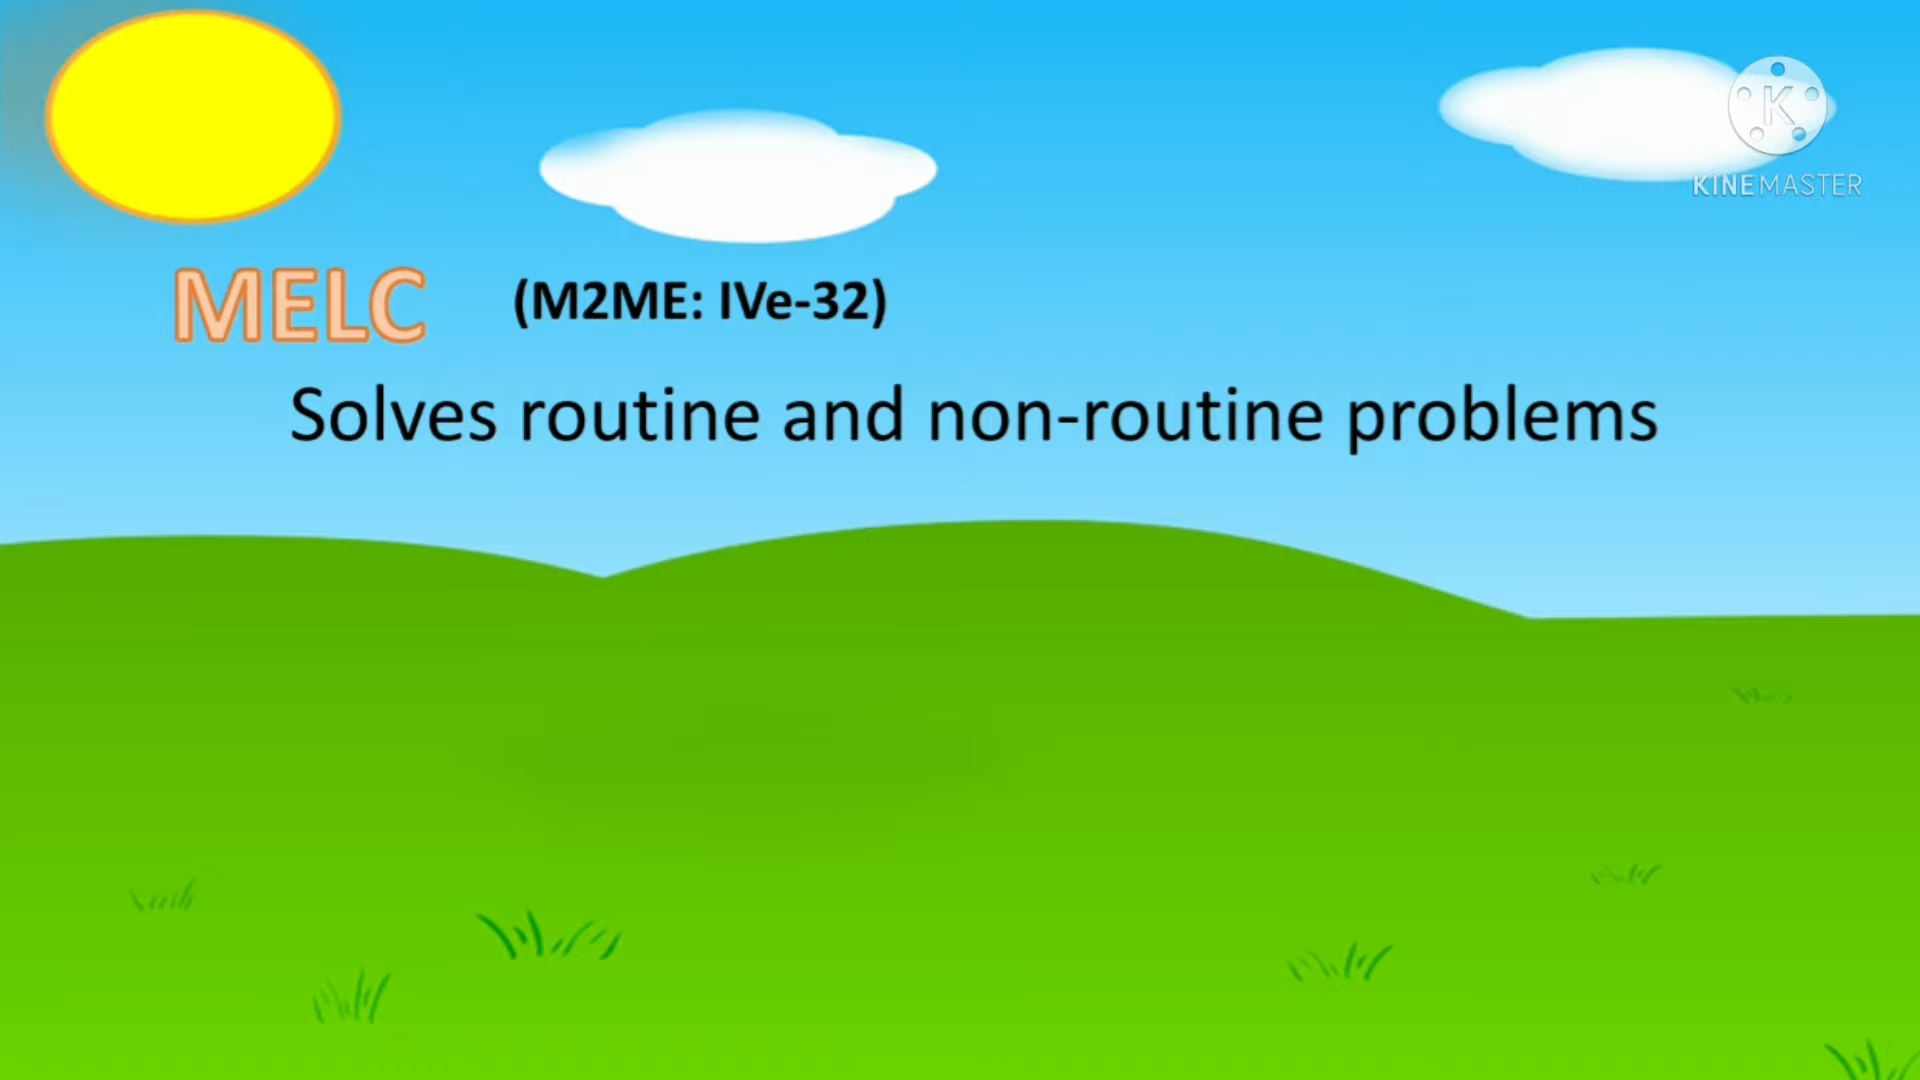 K
KINEMASTER
MELC (M2ME: IVe-32)
Solves routine and non-routine problems